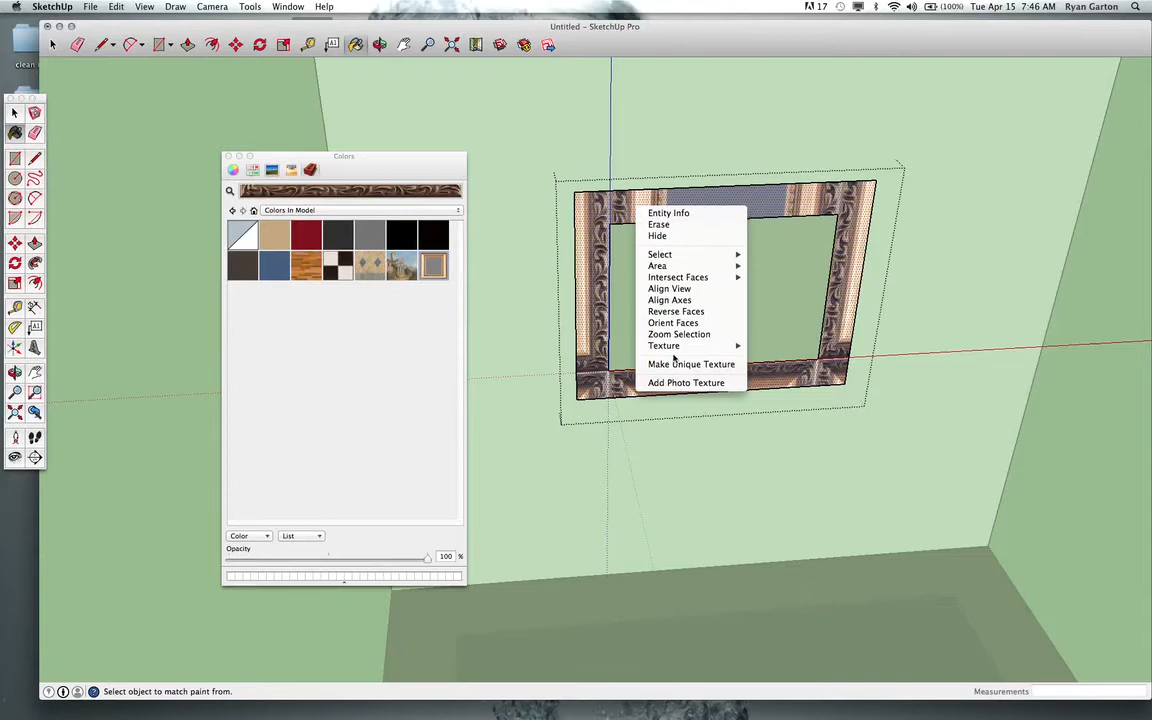 SketchUp File Edit View Draw Camera Tools Window Help
17 (100%) Tue Apr 15 7:46 AM Ryan Garton
Untitled – SketchUp Pro
A1
clean
A1
Colors
Colors In Model
Entity Info
Erase
Hide
Select
Area
Intersect Faces
Align View
Align Axes
Reverse Faces
Orient Faces
Zoom Selection
Texture
Make Unique Texture
Add Photo Texture
Color List
Opacity
100 %
Select object to match paint from.
Measurements